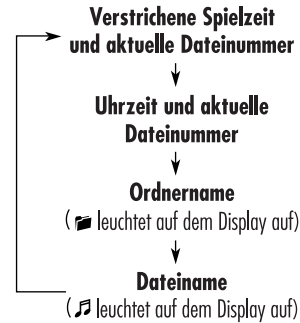 Verstrichene Spielzeit
und aktuelle Dateinummer
Uhrzeit und aktuelle
Dateinummer
Ordnername
( leuchtet auf dem Display auf)
Dateiname
( leuchtet auf dem Display auf)